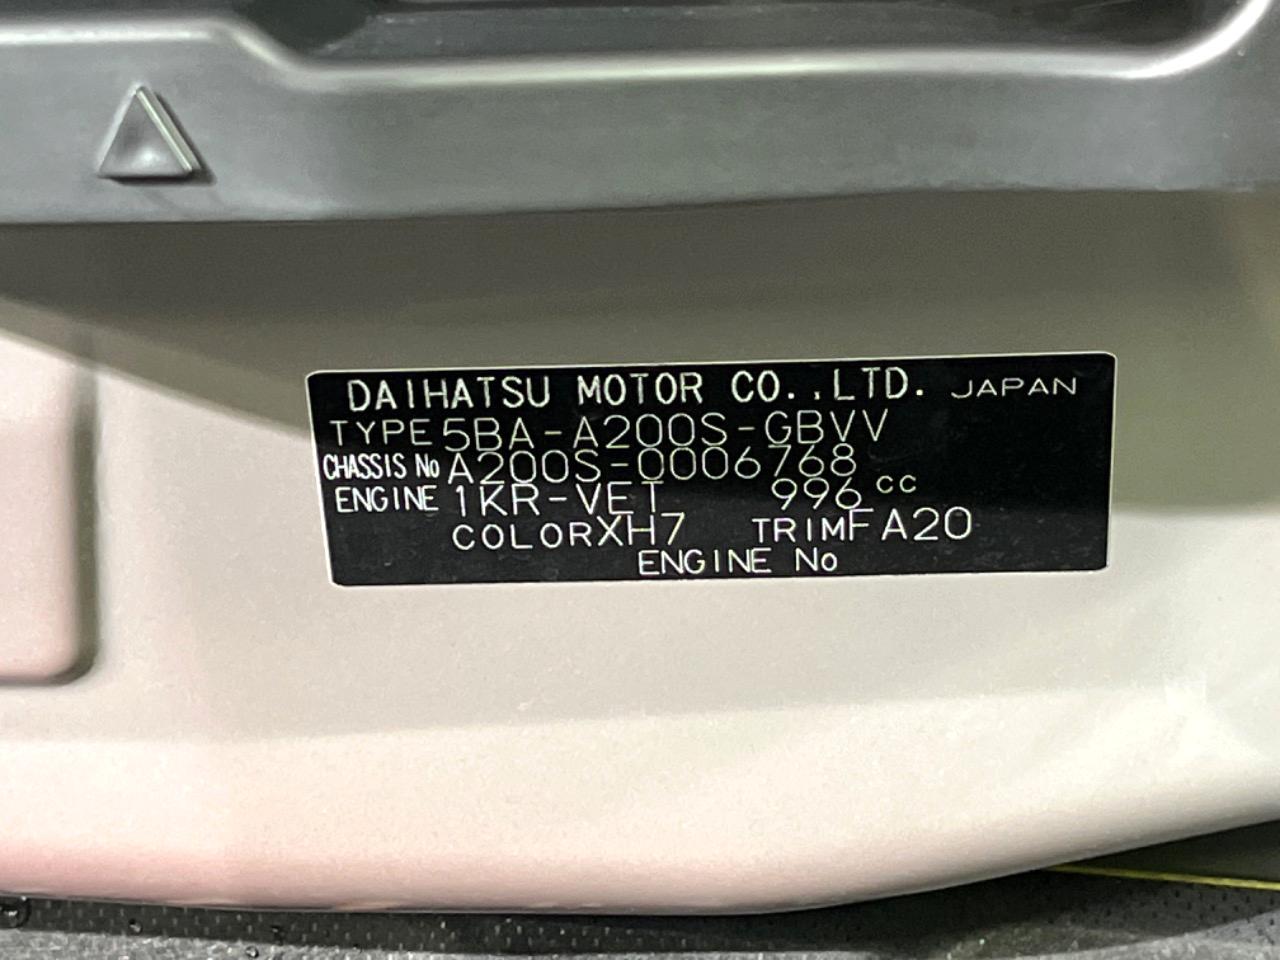 DAIHATSU MOTOR CO.,LTD. JAPAN
TYPE 5BA-A200S-GBVV
CHASSIS No A200S-0006768
ENGINE 1KR-VET 996 cc
COLOR XH7 TRIM FA20
ENGINE No